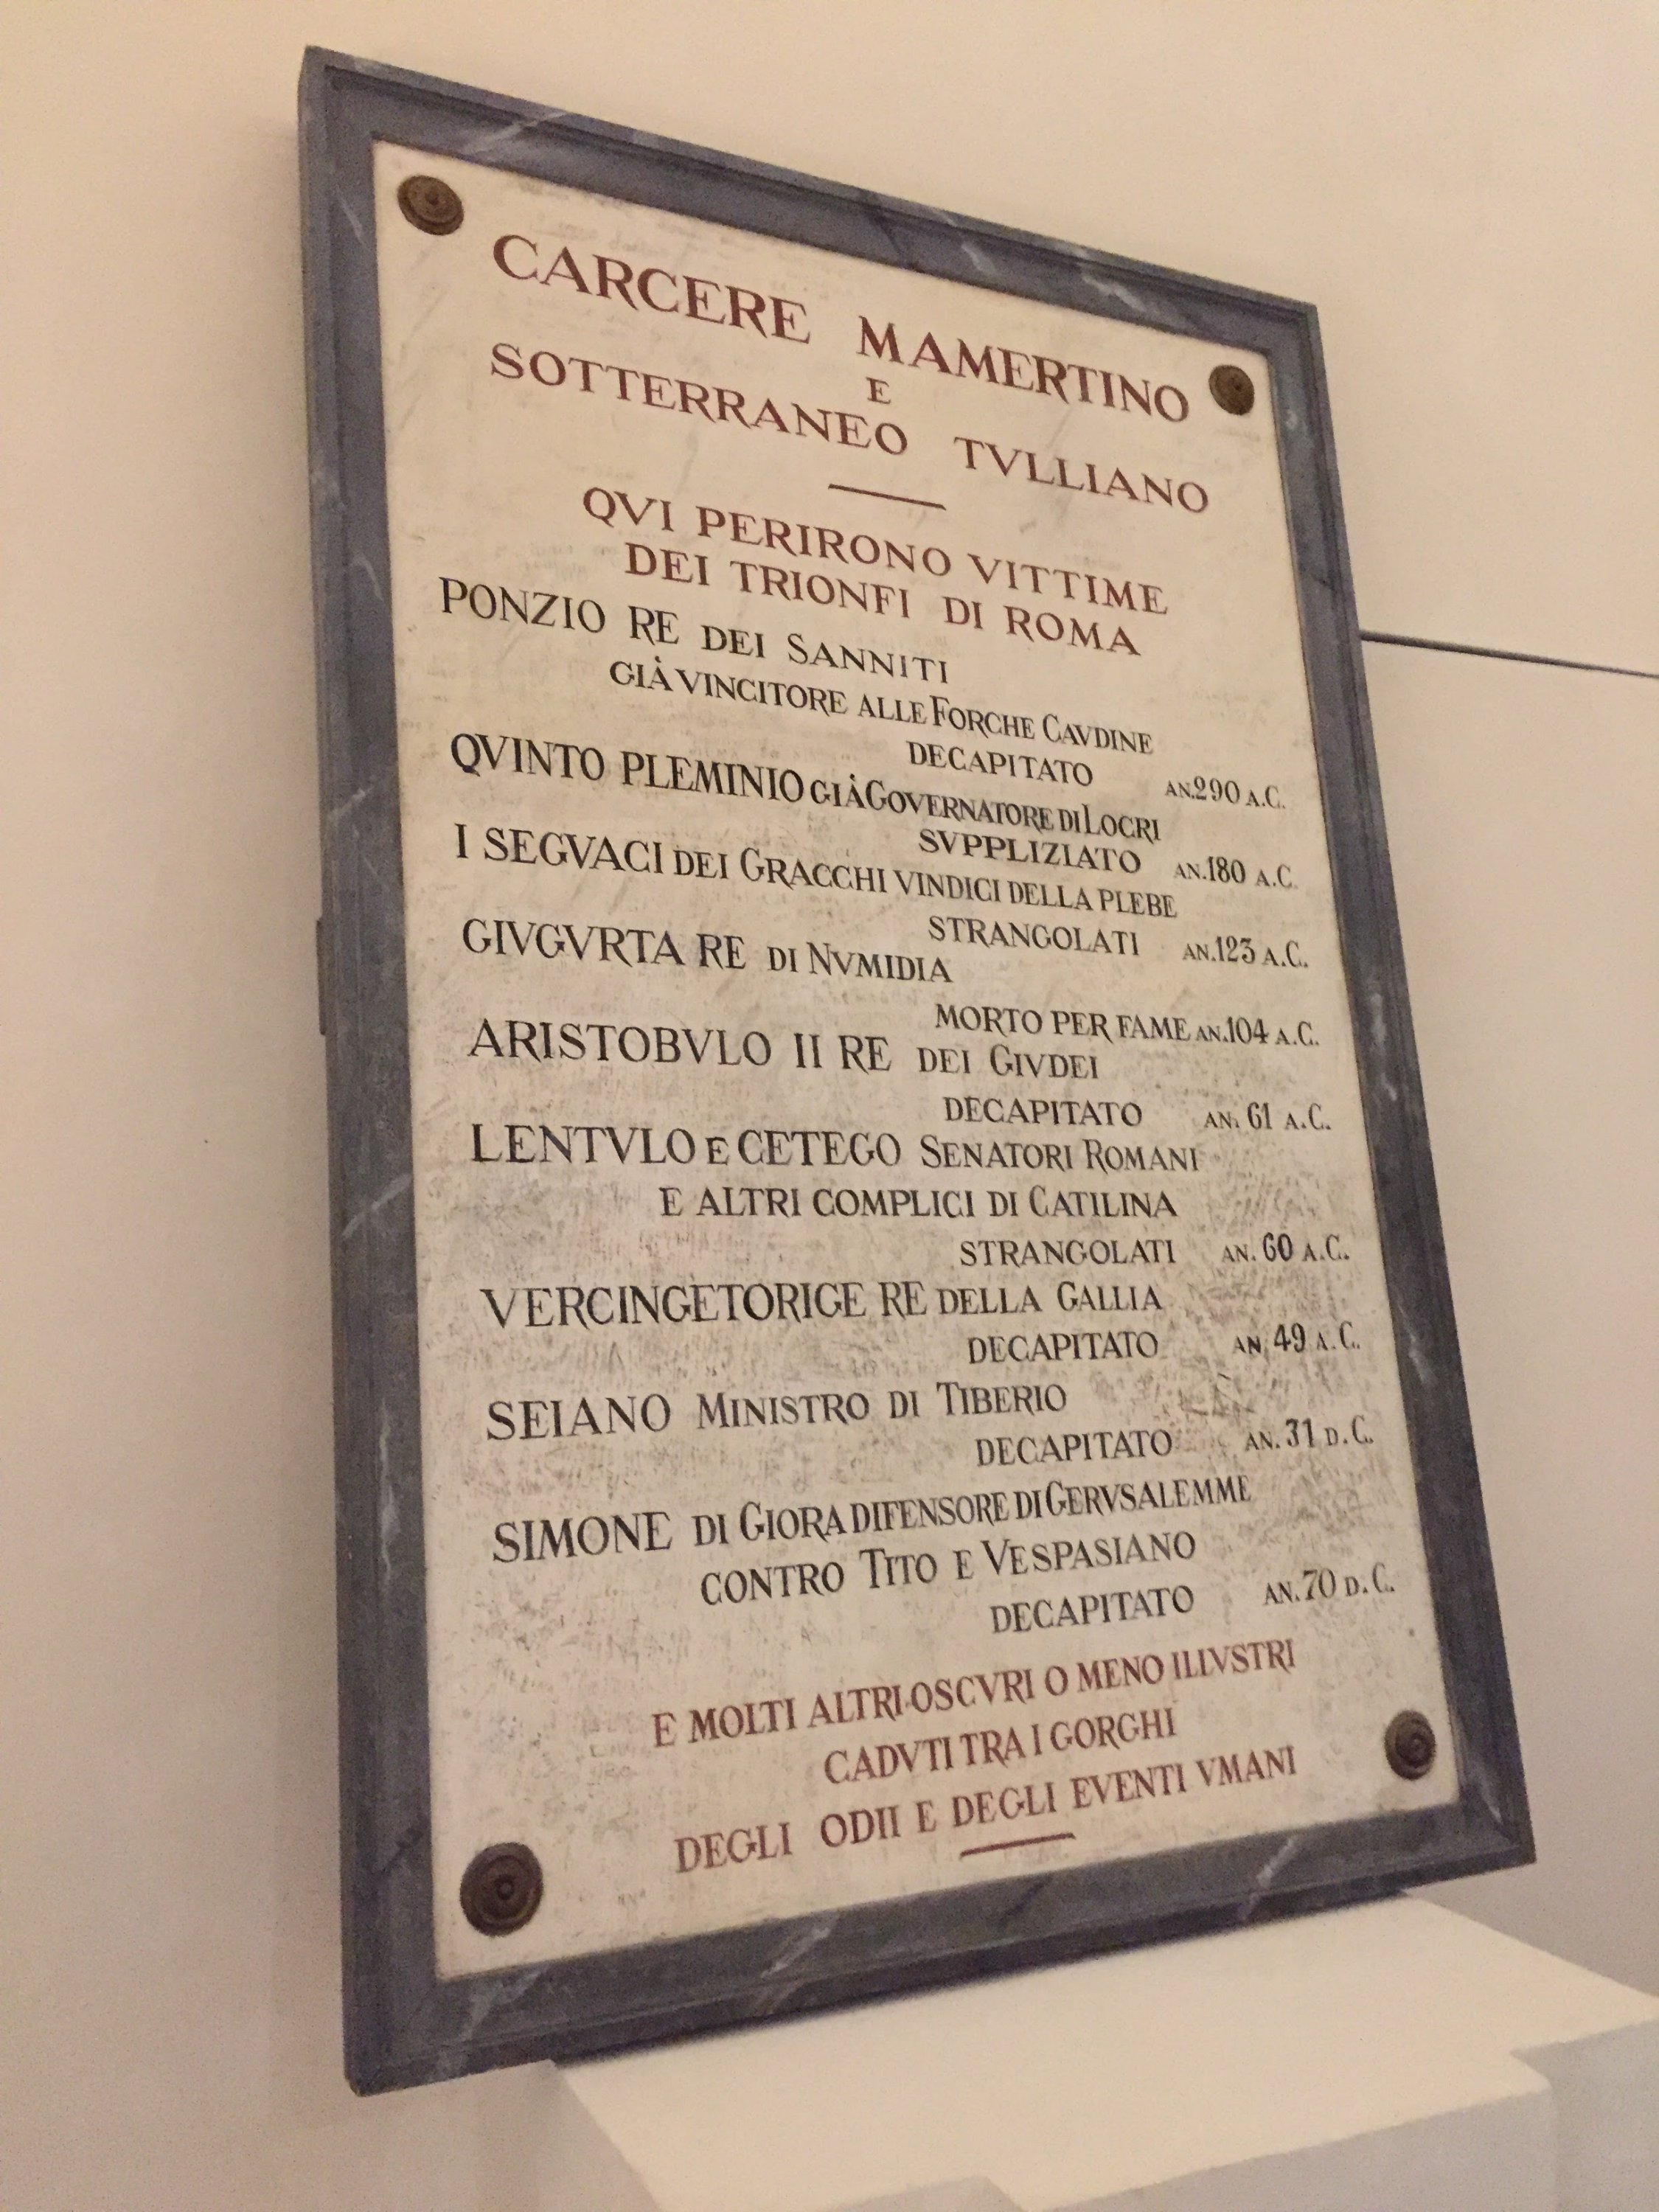 CARCERE MAMERTINO
E
SOTTERRANEO TVLLIANO
QVI PERIRONO VITTIME
DEI TRIONFI DI ROMA
PONZIO RE DEI SANNITI
GIÀ VINCITORE ALLE FORCHE CAVDINE
DECAPITATO AN.290 A.C.
QVINTO PLEMINIO GIÀ GOVERNATORE DI LOCRI
SVPPLIZIATO AN.180 A.C.
I SEGVACI DEI GRACCHI VINDICI DELLA PLEBE
STRANGOLATI AN.123 A.C.
GIVGVRTA RE DI NVMIDIA
MORTO PER FAME AN.104 A.C.
ARISTOBVLO II RE DEI GIVDEI
DECAPITATO AN. 61 A.C.
LENTVLO E CETEGO SENATORI ROMANI
E ALTRI COMPLICI DI CATILINA
STRANGOLATI AN. 60 A.C.
VERCINGETORIGE RE DELLA GALLIA
DECAPITATO AN. 49 A.C.
SEIANO MINISTRO DI TIBERIO
DECAPITATO AN. 31 D.C.
SIMONE DI GIORA DIFENSORE DI GERVSALEMME
CONTRO TITO E VESPASIANO
DECAPITATO AN. 70 D.C.
E MOLTI ALTRI OSCVRI O MENO ILLVSTRI
CADVTI TRA I GORGHI
DEGLI ODII E DEGLI EVENTI VMANI